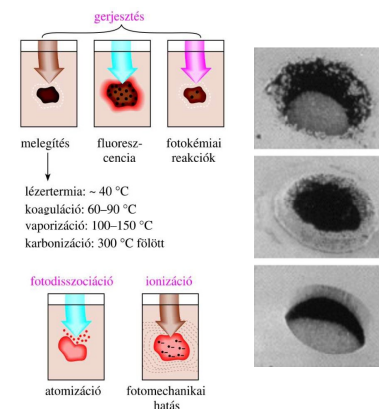 gerjesztés
melegítés
fluoresz-
cencia
fotokémiai
reakciók
lézertermia: ~ 40 °C
koaguláció: 60–90 °C
vaporizáció: 100–150 °C
karbonizáció: 300 °C fölött
fotodisszociáció
ionizáció
atomizáció
fotomechanikai
hatás